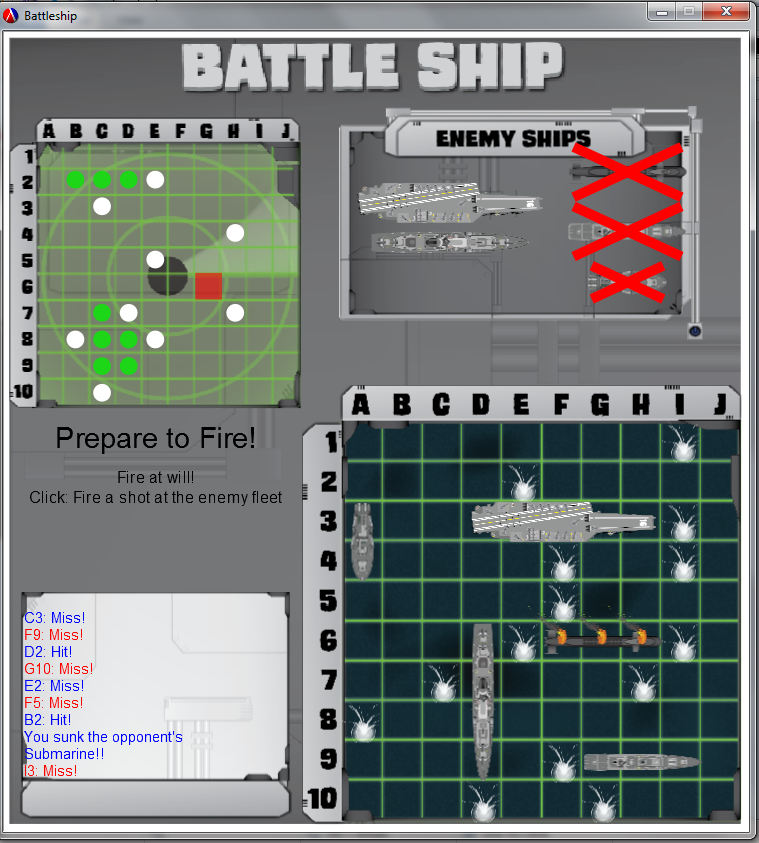 Battleship
BATTLE SHIP
A B C D E F G H I J
1
2
3
4
5
6
7
8
9
10
ENEMY SHIPS
Prepare to Fire!
Fire at will!
Click: Fire a shot at the enemy fleet
A B C D E F G H I J
1
2
3
4
5
6
7
8
9
10
C3: Miss!
F9: Miss!
D2: Hit!
G10: Miss!
E2: Miss!
F5: Miss!
B2: Hit!
You sunk the opponent's
Submarine!!
I3: Miss!